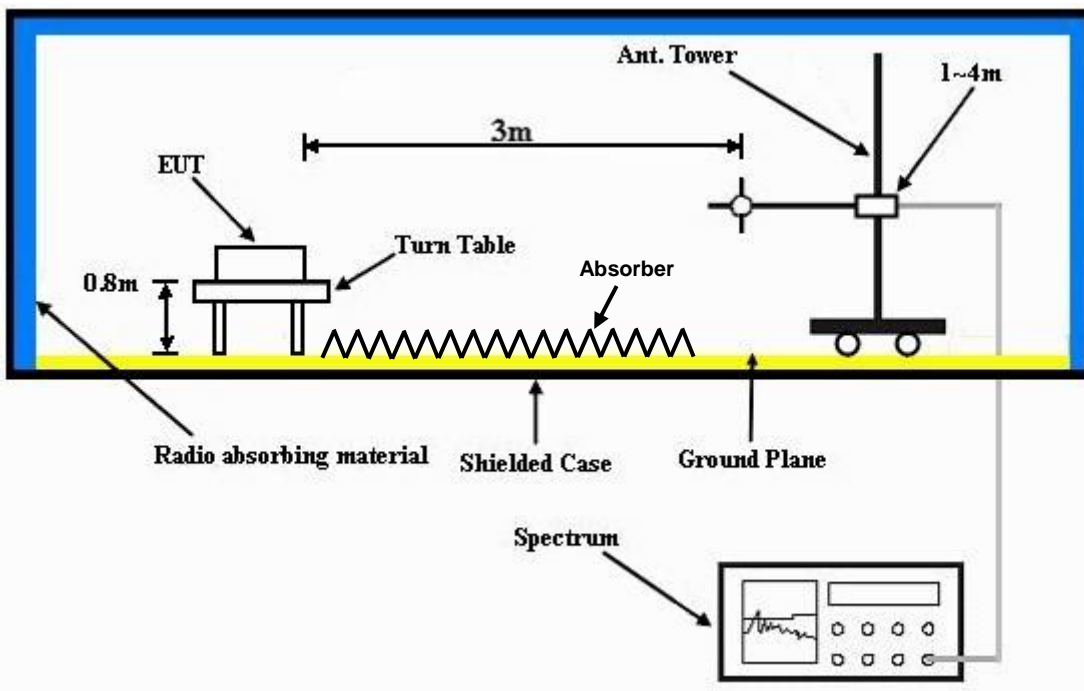 Ant. Tower
1~4m
3m
EUT
Turn Table
Absorber
0.8m
Radio absorbing material
Shielded Case
Ground Plane
Spectrum